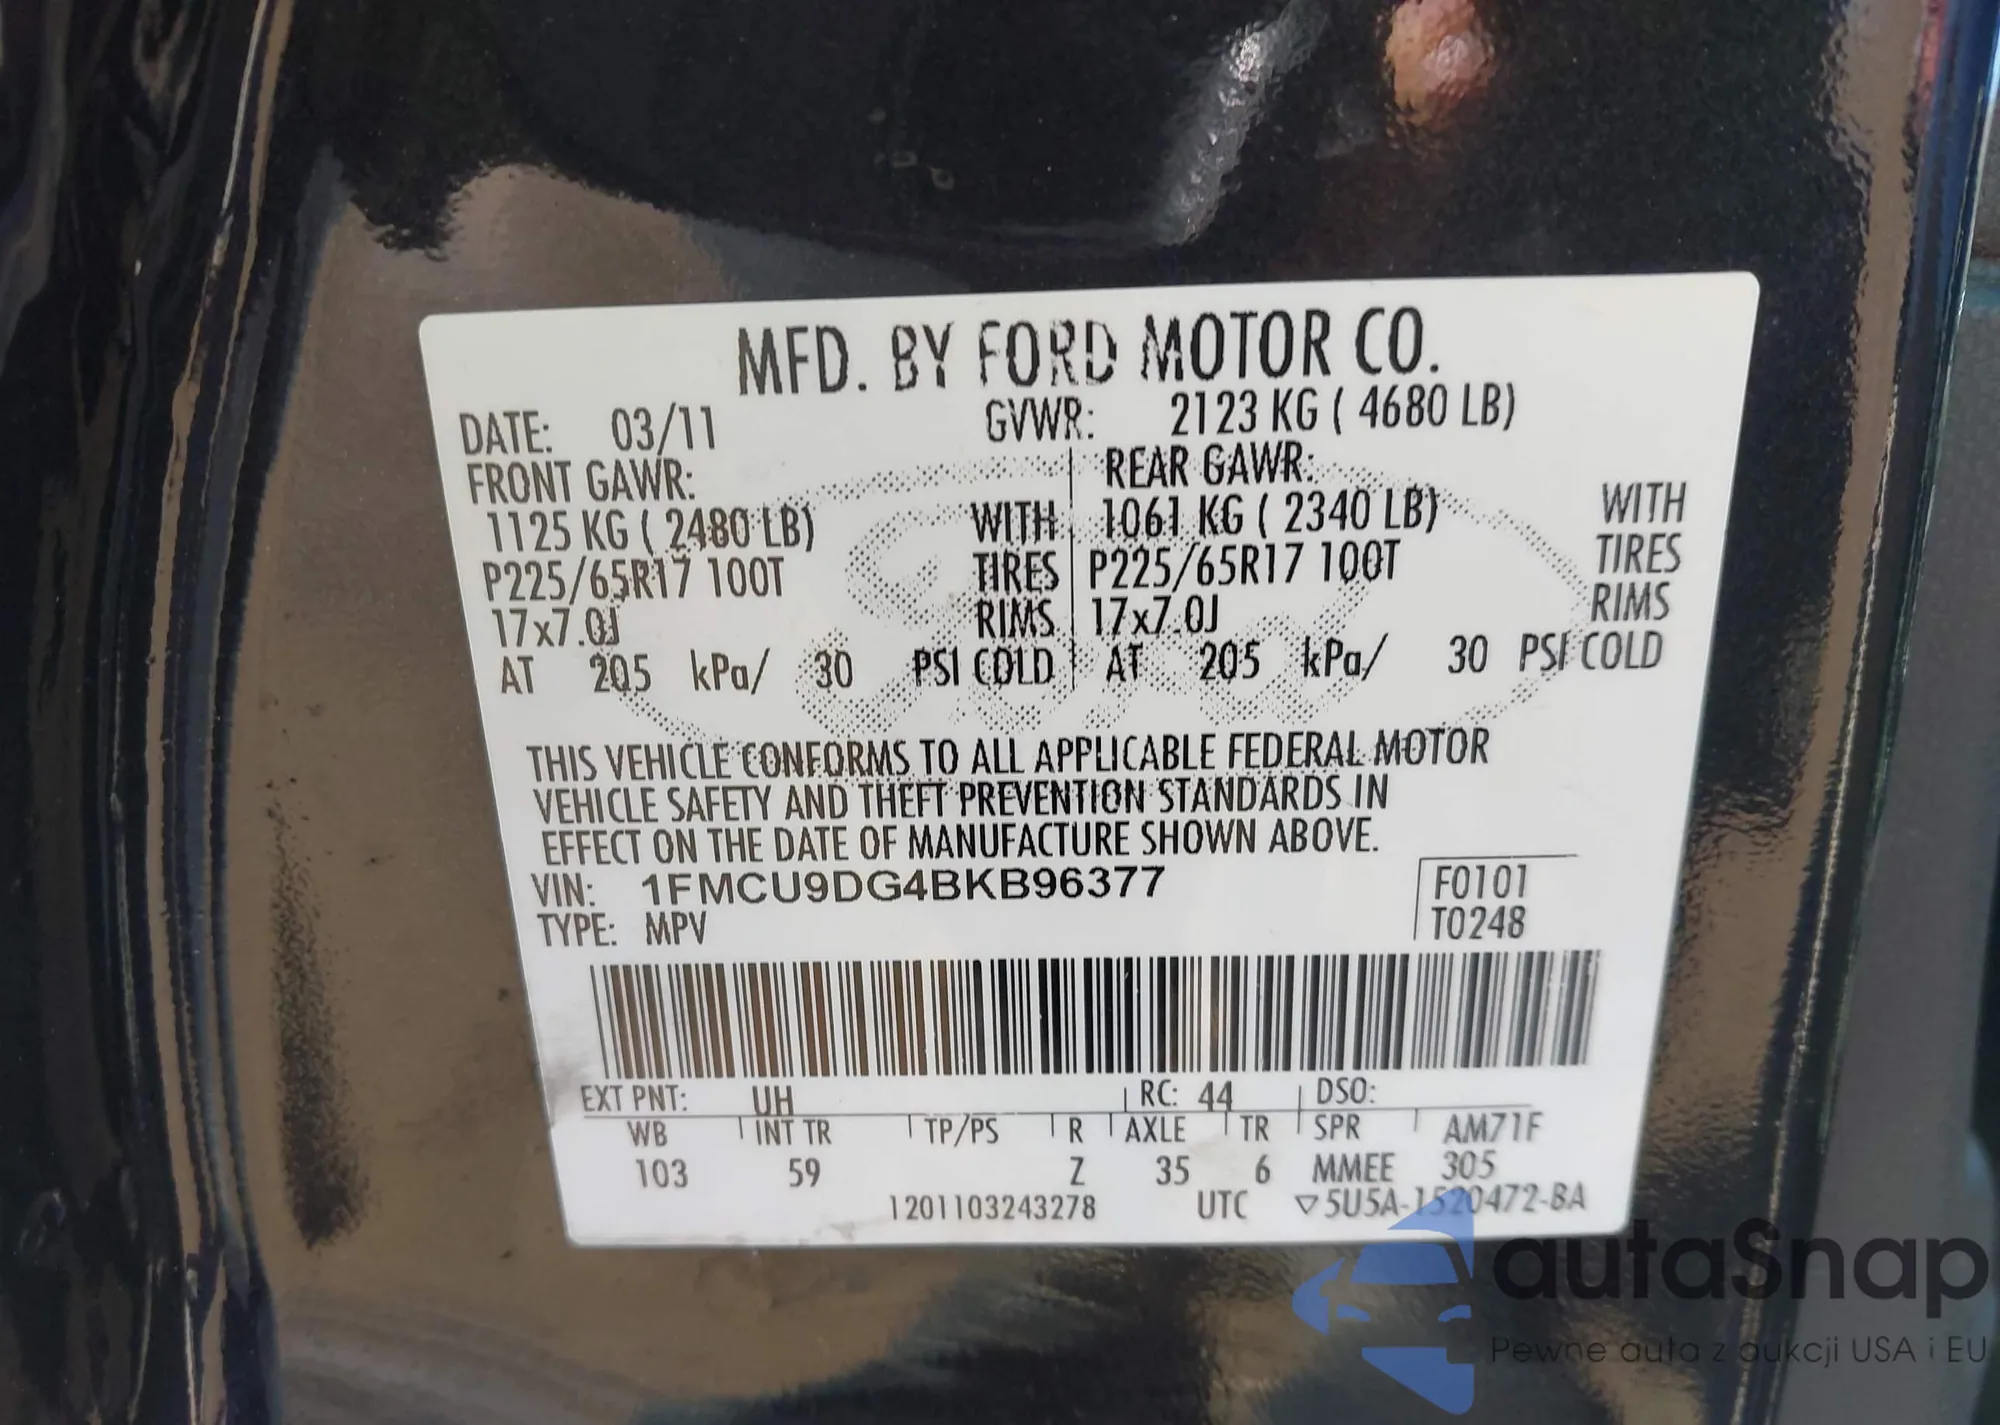 MFD. BY FORD MOTOR CO.
DATE: 03/11 GVWR: 2123 KG ( 4680 LB)
FRONT GAWR: REAR GAWR:
1125 KG ( 2480 LB) WITH 1061 KG ( 2340 LB) WITH
P225/65R17 100T TIRES P225/65R17 100T TIRES
17x7.0J RIMS 17x7.0J RIMS
AT 205 kPa/ 30 PSI COLD AT 205 kPa/ 30 PSI COLD
THIS VEHICLE CONFORMS TO ALL APPLICABLE FEDERAL MOTOR
VEHICLE SAFETY AND THEFT PREVENTION STANDARDS IN
EFFECT ON THE DATE OF MANUFACTURE SHOWN ABOVE.
VIN: 1FMCU9DG4BKB96377 F0101
TYPE: MPV T0248
EXT PNT: UH RC: 44 DSO:
WB INT TR TP/PS R AXLE TR SPR AM71F
103 59 Z 35 6 MMEE 305
1201103243278 UTC ▽5U5A-1520472-BA
autaSnap
Pewne auta z aukcji USA i EU